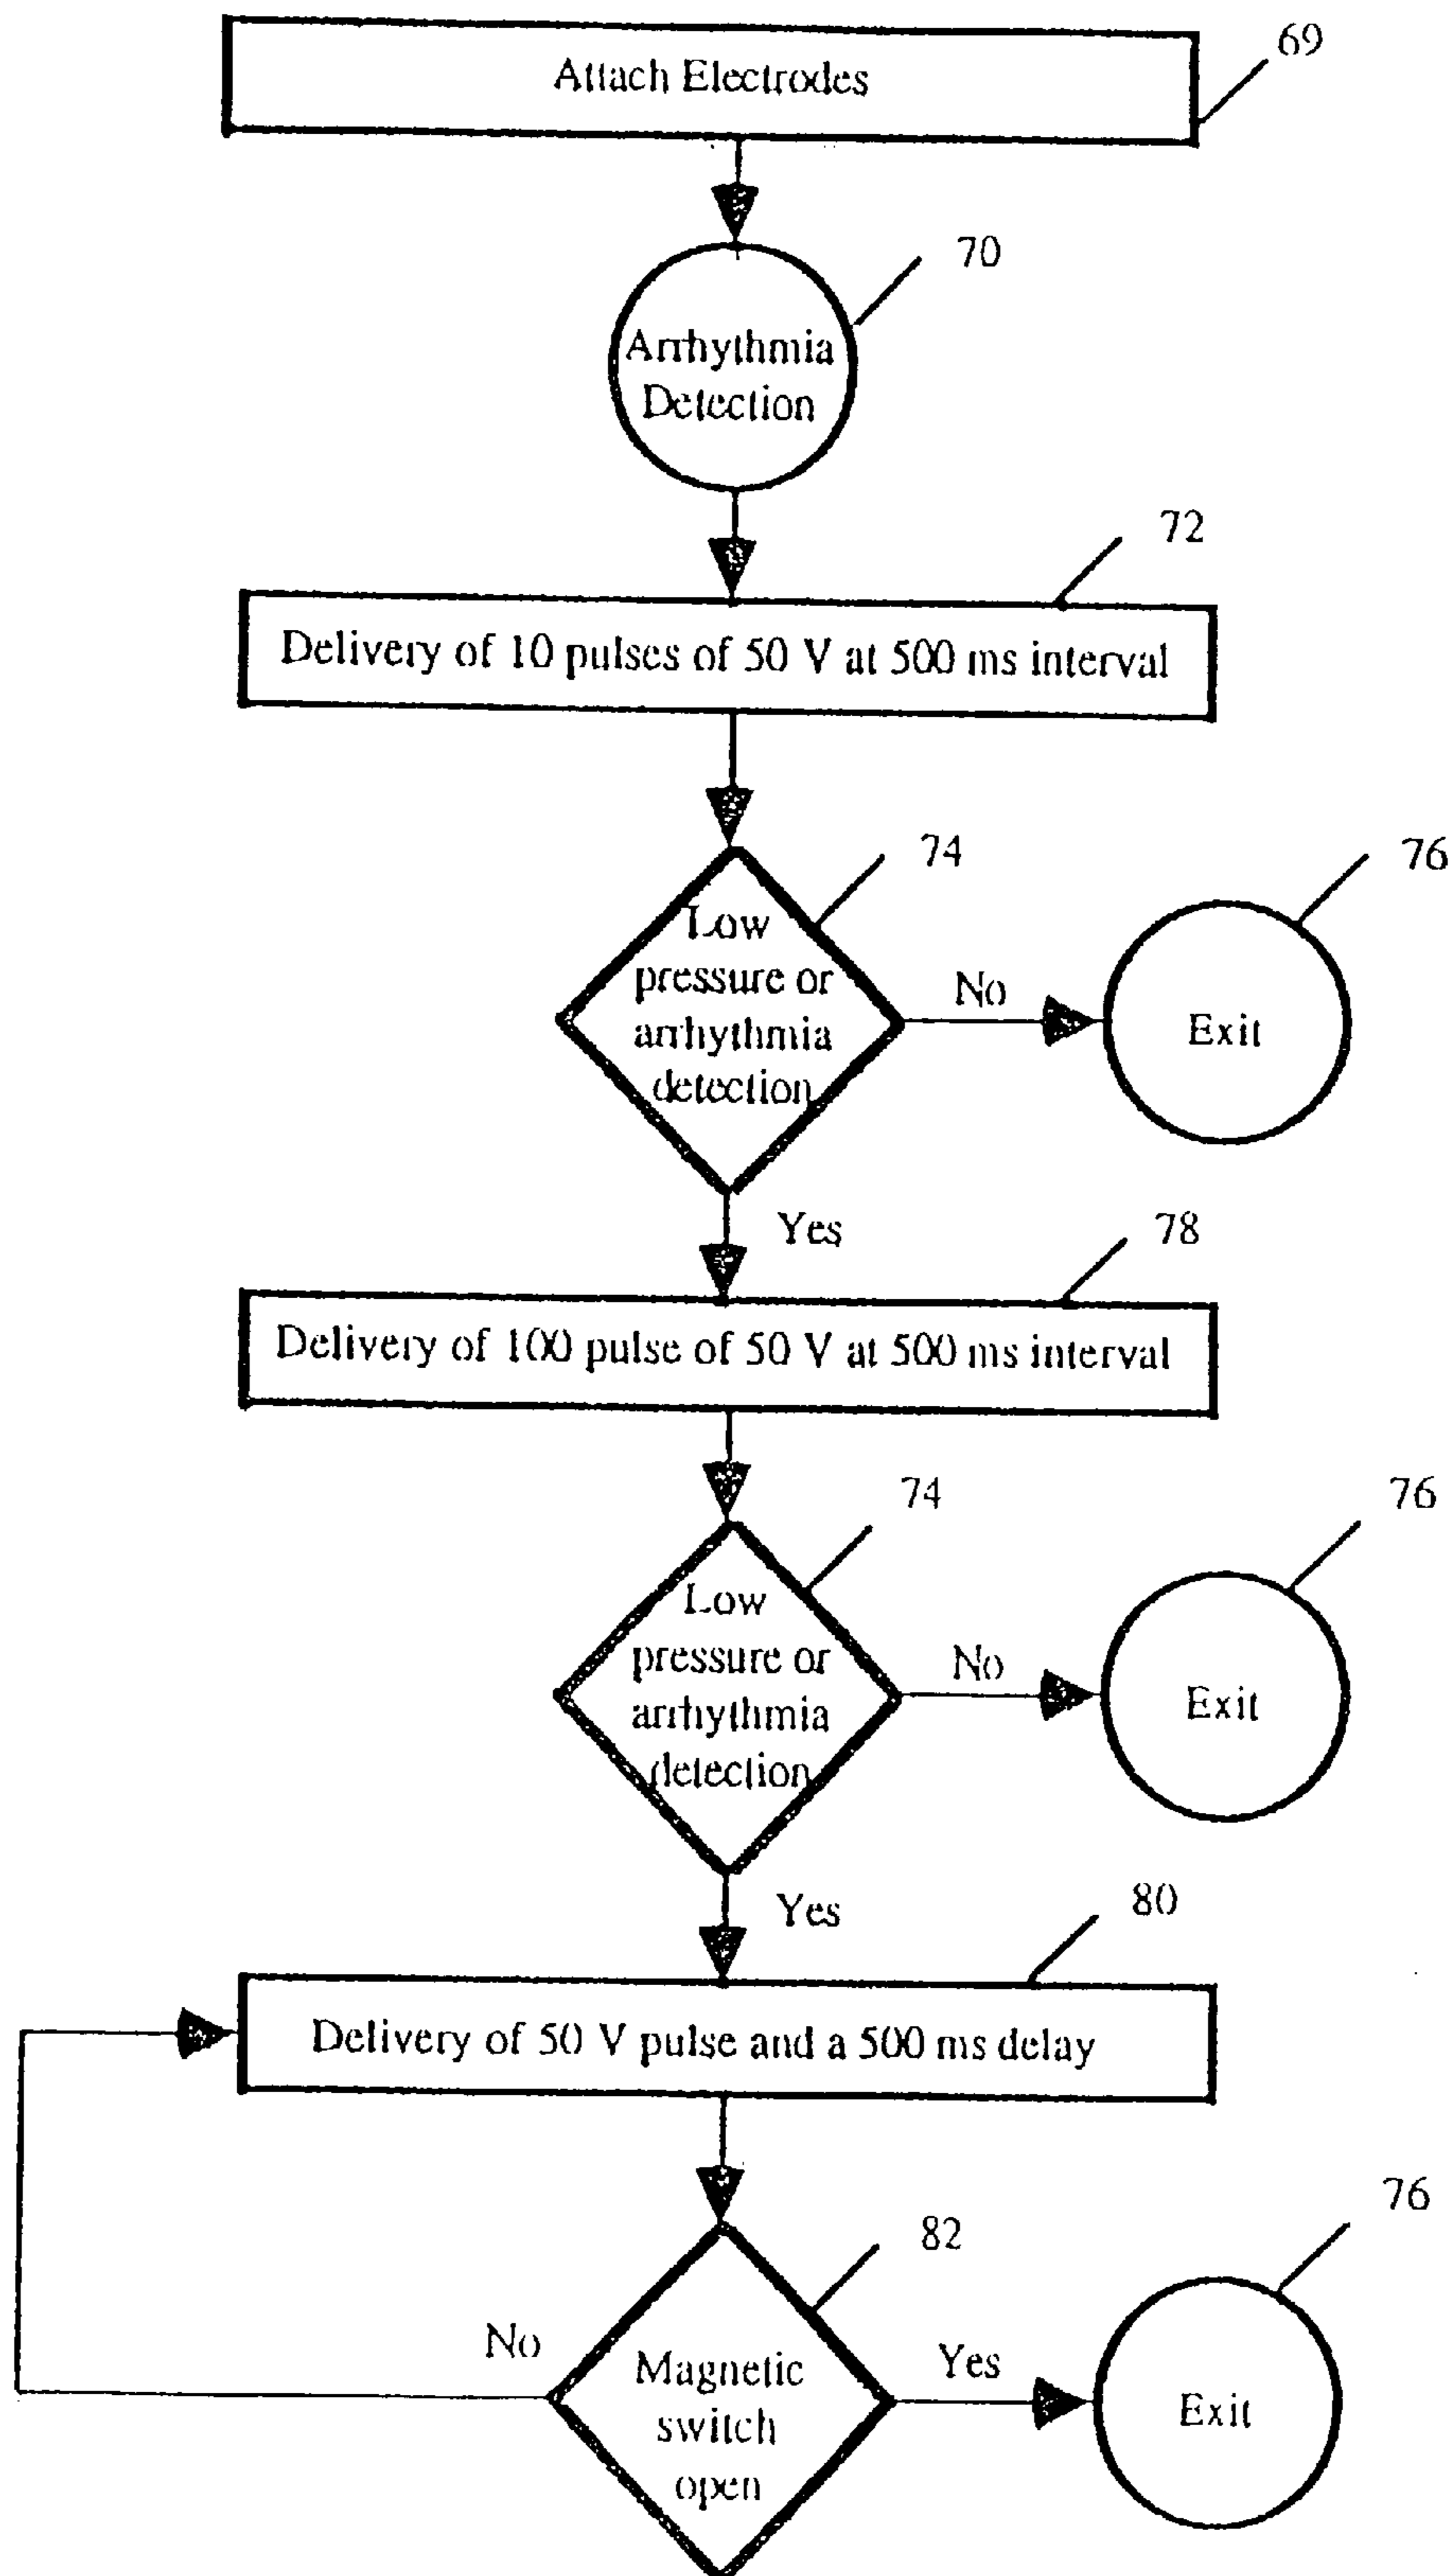 Attach Electrodes
69
70
Arrhythmia
Detection
72
Delivery of 10 pulses of 50 V at 500 ms interval
74
76
Low
pressure or
arrhythmia
detection
No
Exit
Yes
78
Delivery of 100 pulse of 50 V at 500 ms interval
74
76
Low
pressure or
arrhythmia
detection
No
Exit
Yes
80
Delivery of 50 V pulse and a 500 ms delay
82
76
No
Magnetic
switch
open
Yes
Exit